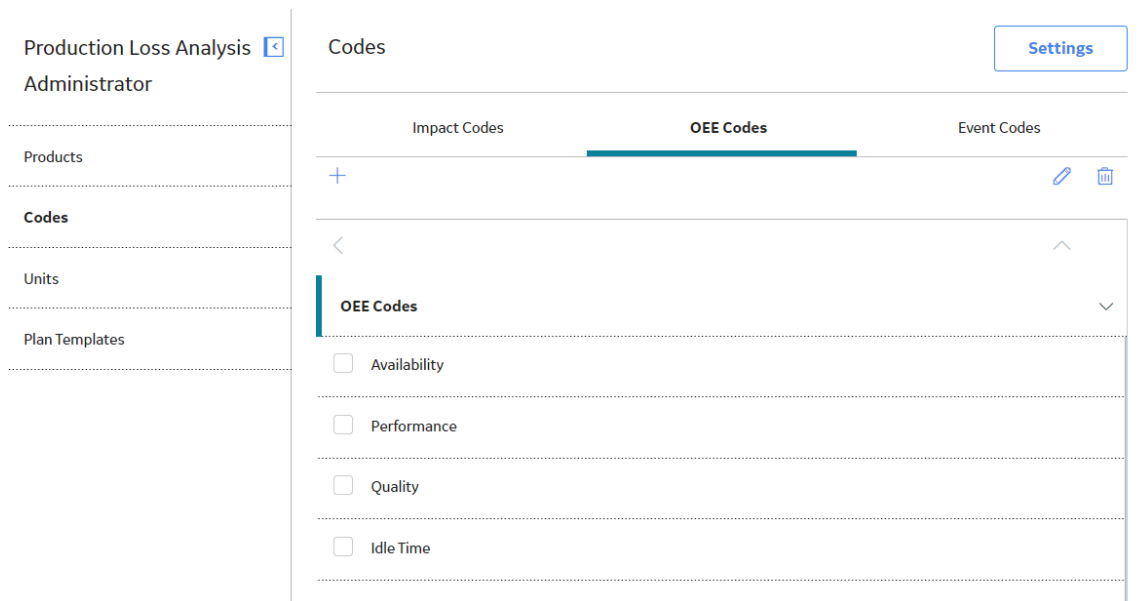 Production Loss Analysis
Administrator
Products
Codes
Units
Plan Templates
Codes
Settings
Impact Codes
OEE Codes
Event Codes
OEE Codes
Availability
Performance
Quality
Idle Time